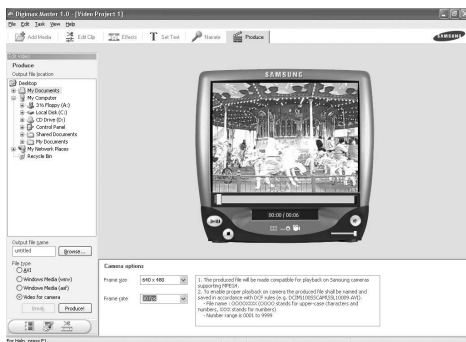 Digimax Master 1.0 - [Video Project 1]
File Edit Task View Help
Add Media Edit Clip Effects T Set Text Narrate Produce SAMSUNG
Produce
Output file location
Desktop
My Documents
My Computer
3½ Floppy (A:)
Local Disk (C:)
CD Drive (D:)
Control Panel
Shared Documents
My Documents
My Network Places
Recycle Bin
SAMSUNG
00:00 / 00:06
Output file name
untitled Browse...
File type
AVI
Windows Media (wmv)
Windows Media (asf)
Video for camera
Produce!
Camera options
Frame size 640 x 480
Frame rate
1. The produced file will be made compatible for playback on Samsung cameras
supporting MPEG4.
2. To enable proper playback on camera the produced file shall be named and
saved in accordance with DCF rules (e.g. DCIM\100SSCAM\SSL10009.AVI).
- File name : OOOOXXXX (OOOO stands for upper-case characters and
numbers, XXX stands for numbers)
- Number range is 0001 to 9999
For Help, press F1